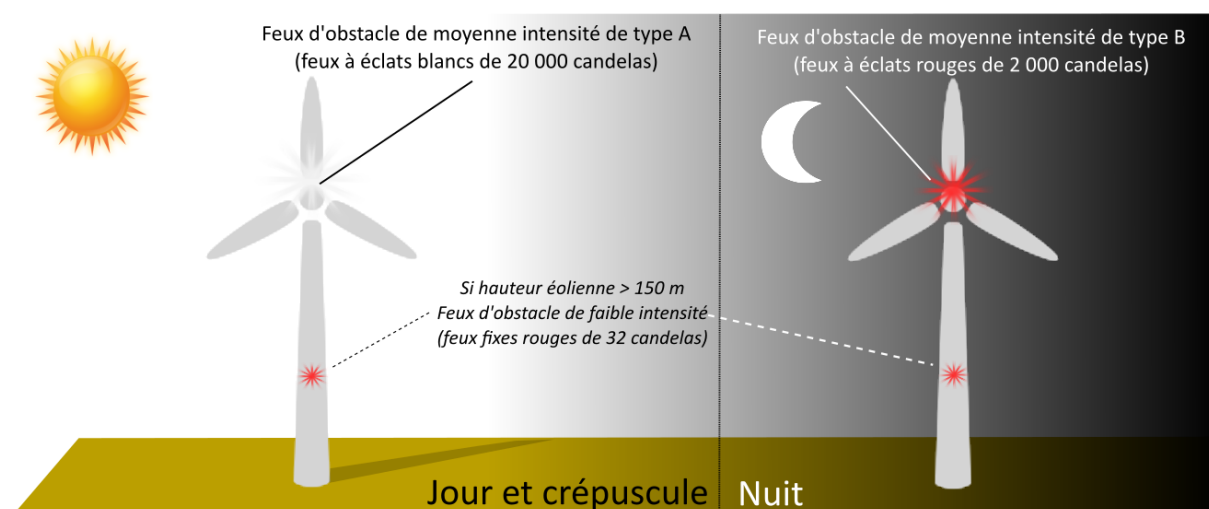 Feux d'obstacle de moyenne intensité de type A
(feux à éclats blancs de 20 000 candelas)
Feux d'obstacle de moyenne intensité de type B
(feux à éclats rouges de 2 000 candelas)
Si hauteur éolienne > 150 m
Feux d'obstacle de faible intensité
(feux fixes rouges de 32 candelas)
Jour et crépuscule
Nuit